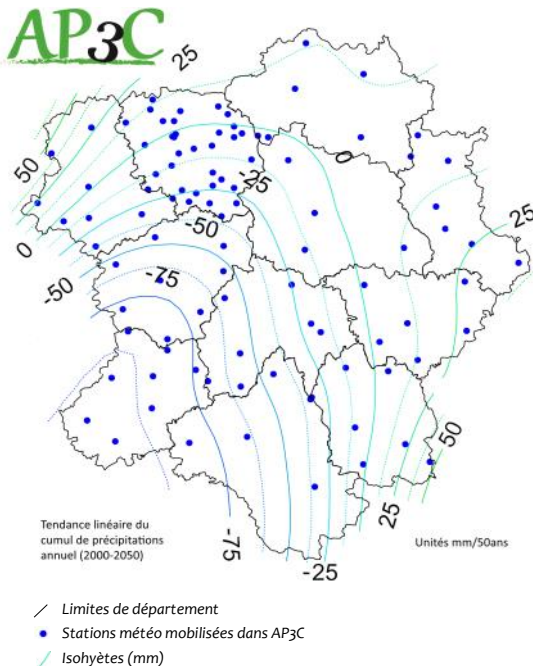 AP3C
25
50
0
-25
0
-50
25
-50
-75
50
25
-75
-25
Tendance linéaire du
cumul de précipitations
annuel (2000-2050)
Unités mm/50ans
Limites de département
Stations météo mobilisées dans AP3C
Isohyètes (mm)